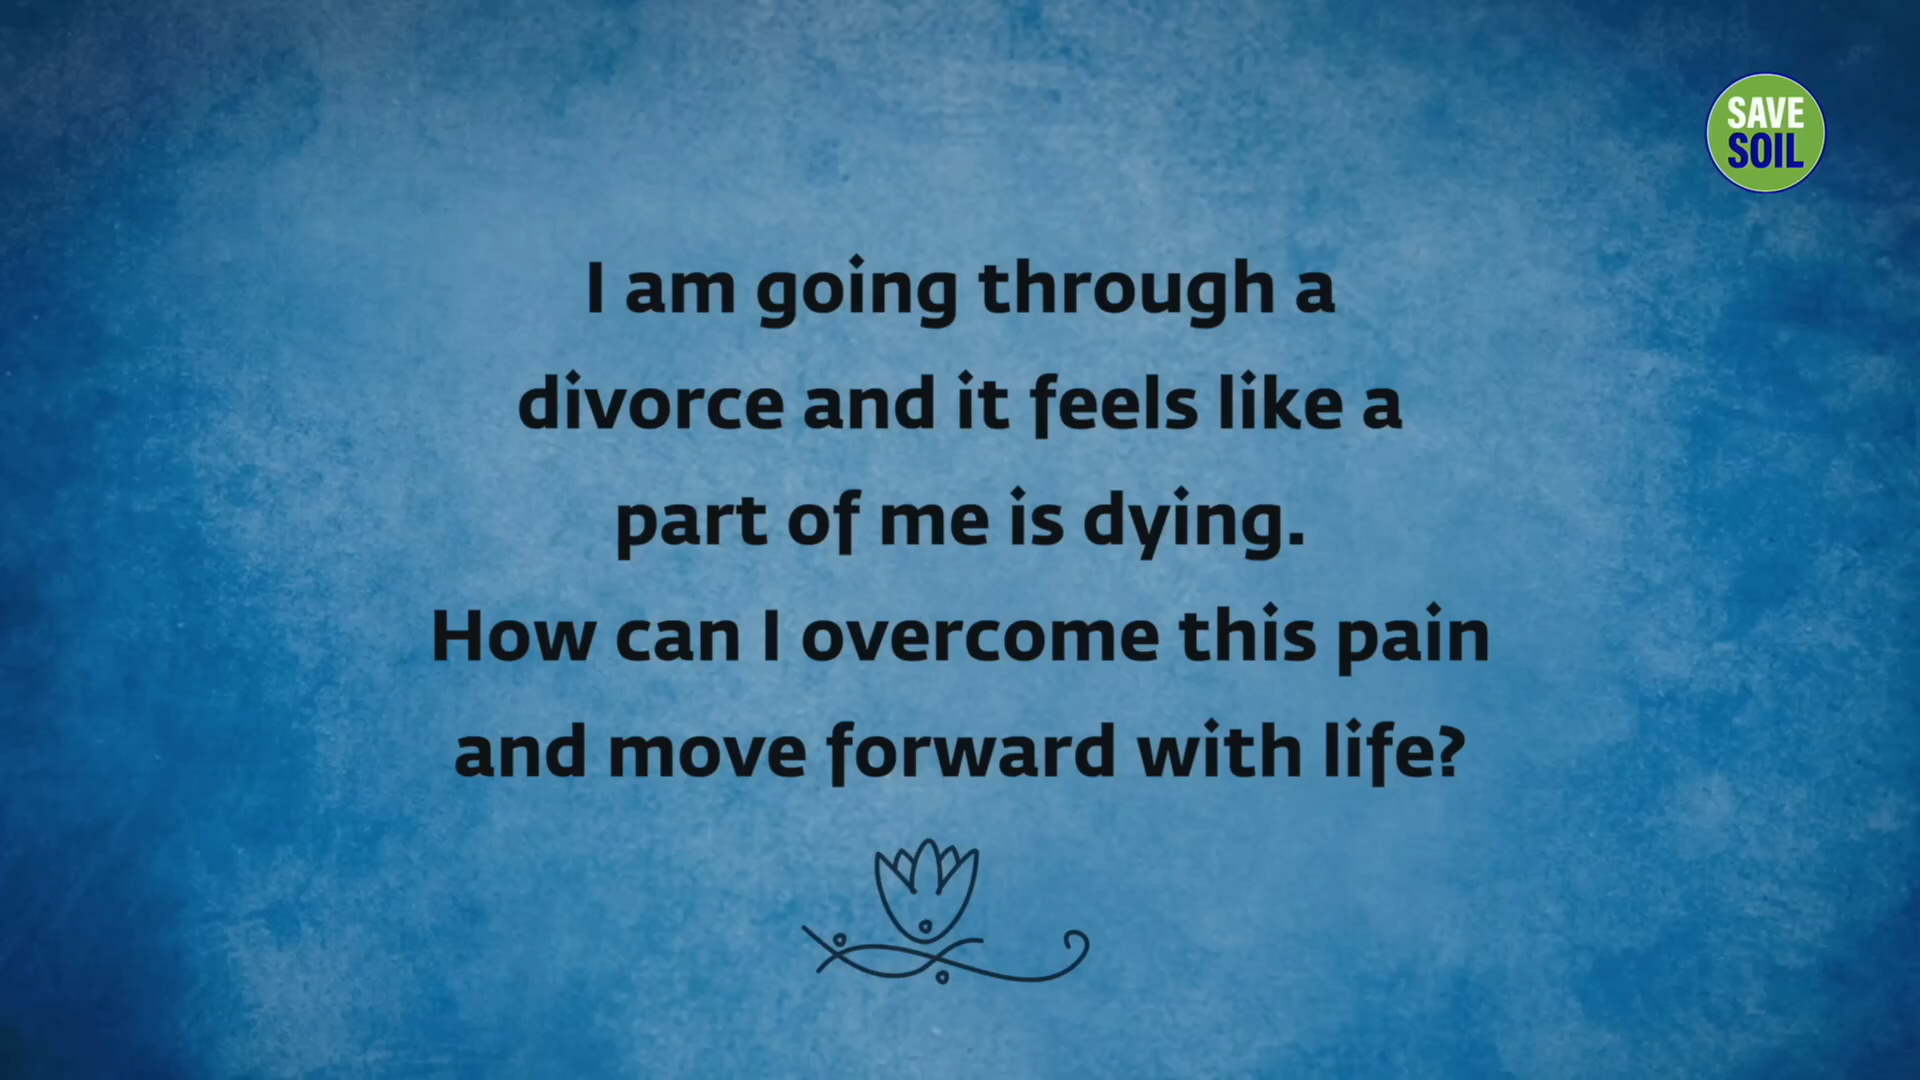 SAVE
SOIL
I am going through a
divorce and it feels like a
part of me is dying.
How can I overcome this pain
and move forward with life?